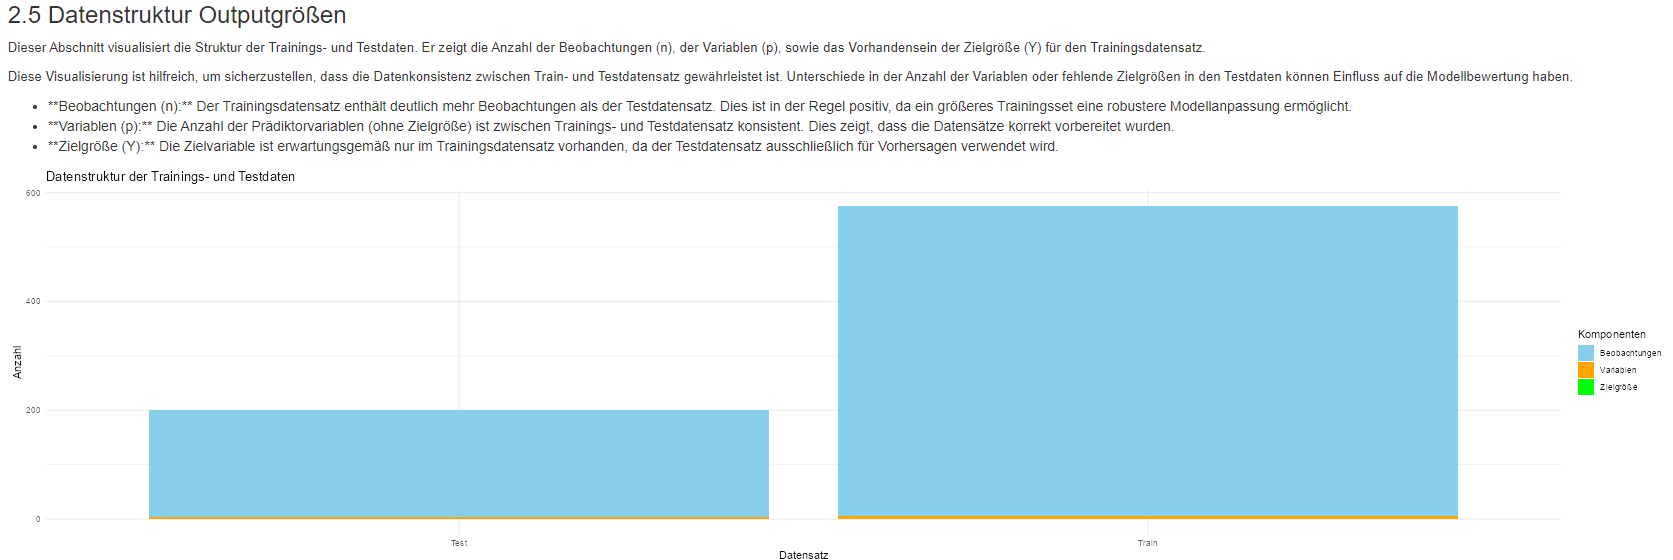 2.5 Datenstruktur Outputgrößen
Dieser Abschnitt visualisiert die Struktur der Trainings- und Testdaten. Er zeigt die Anzahl der Beobachtungen (n), der Variablen (p), sowie das Vorhandensein der Zielgröße (Y) für den Trainingsdatensatz.
Diese Visualisierung ist hilfreich, um sicherzustellen, dass die Datenkonsistenz zwischen Train- und Testdatensatz gewährleistet ist. Unterschiede in der Anzahl der Variablen oder fehlende Zielgrößen in den Testdaten können Einfluss auf die Modellbewertung haben.
• **Beobachtungen (n):** Der Trainingsdatensatz enthält deutlich mehr Beobachtungen als der Testdatensatz. Dies ist in der Regel positiv, da ein größeres Trainingsset eine robustere Modellanpassung ermöglicht.
• **Variablen (p):** Die Anzahl der Prädiktorvariablen (ohne Zielgröße) ist zwischen Trainings- und Testdatensatz konsistent. Dies zeigt, dass die Datensätze korrekt vorbereitet wurden.
• **Zielgröße (Y):** Die Zielvariable ist erwartungsgemäß nur im Trainingsdatensatz vorhanden, da der Testdatensatz ausschließlich für Vorhersagen verwendet wird.
Datenstruktur der Trainings- und Testdaten
600
400
200
0
Anzahl
Test
Train
Datensatz
Komponenten
Beobachtungen
Variablen
Zielgröße